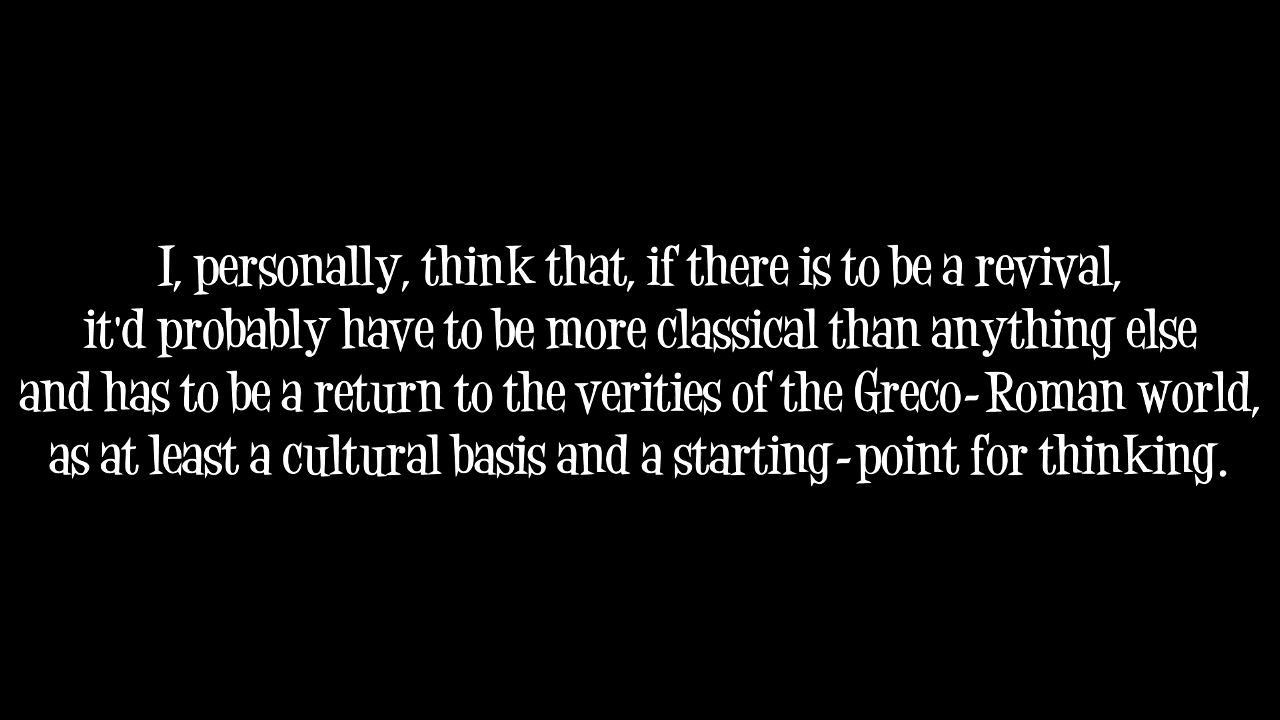 I, personally, think that, if there is to be a revival,
it'd probably have to be more classical than anything else
and has to be a return to the verities of the Greco-Roman world,
as at least a cultural basis and a starting-point for thinking.